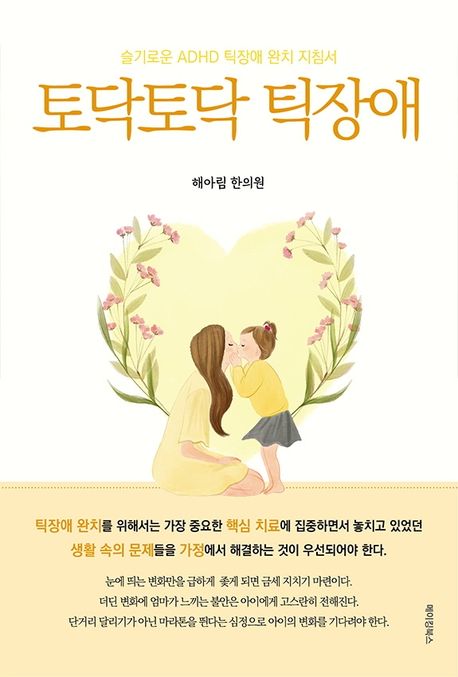 슬기로운 ADHD 틱장애 완치 지침서
토닥토닥 틱장애
해아림 한의원
틱장애 완치를 위해서는 가장 중요한 핵심 치료에 집중하면서 놓치고 있었던
생활 속의 문제들을 가정에서 해결하는 것이 우선되어야 한다.
눈에 띄는 변화만을 급하게 좇게 되면 금세 지치기 마련이다.
더딘 변화에 엄마가 느끼는 불안은 아이에게 고스란히 전해진다.
단거리 달리기가 아닌 마라톤을 뛴다는 심정으로 아이의 변화를 기다려야 한다.
메이킹북스